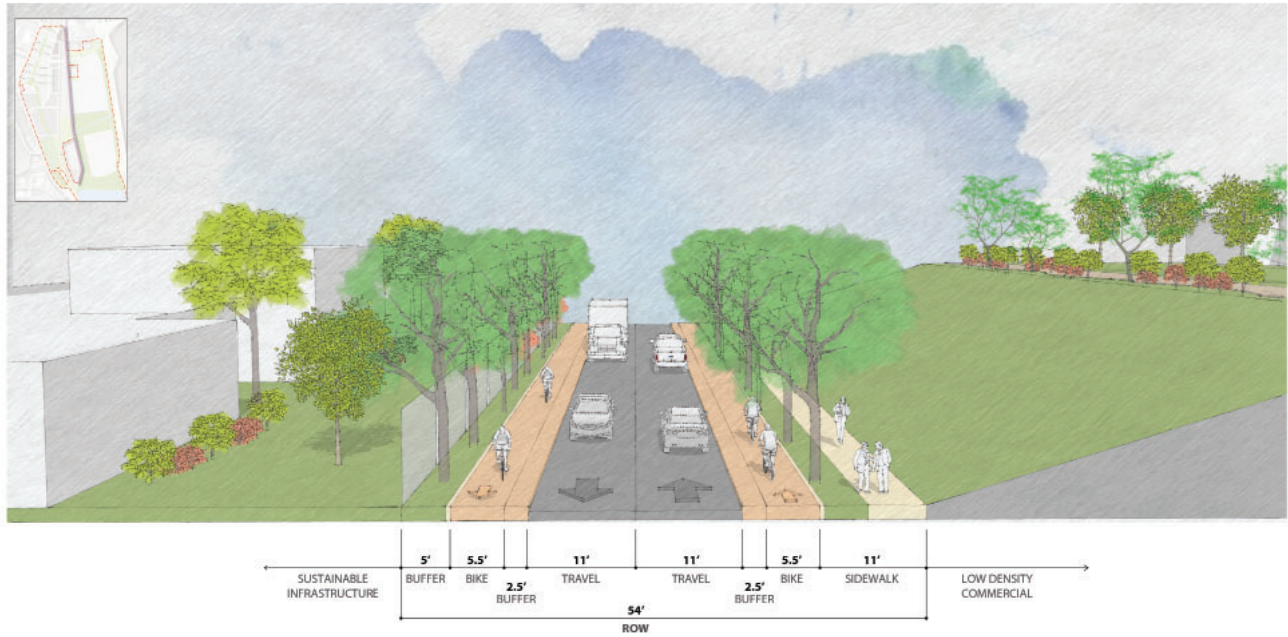 5'
5.5'
11'
11'
5.5'
11'
SUSTAINABLE
INFRASTRUCTURE
BUFFER
BIKE
TRAVEL
TRAVEL
BIKE
SIDEWALK
LOW DENSITY
COMMERCIAL
2.5'
BUFFER
2.5'
BUFFER
54'
ROW